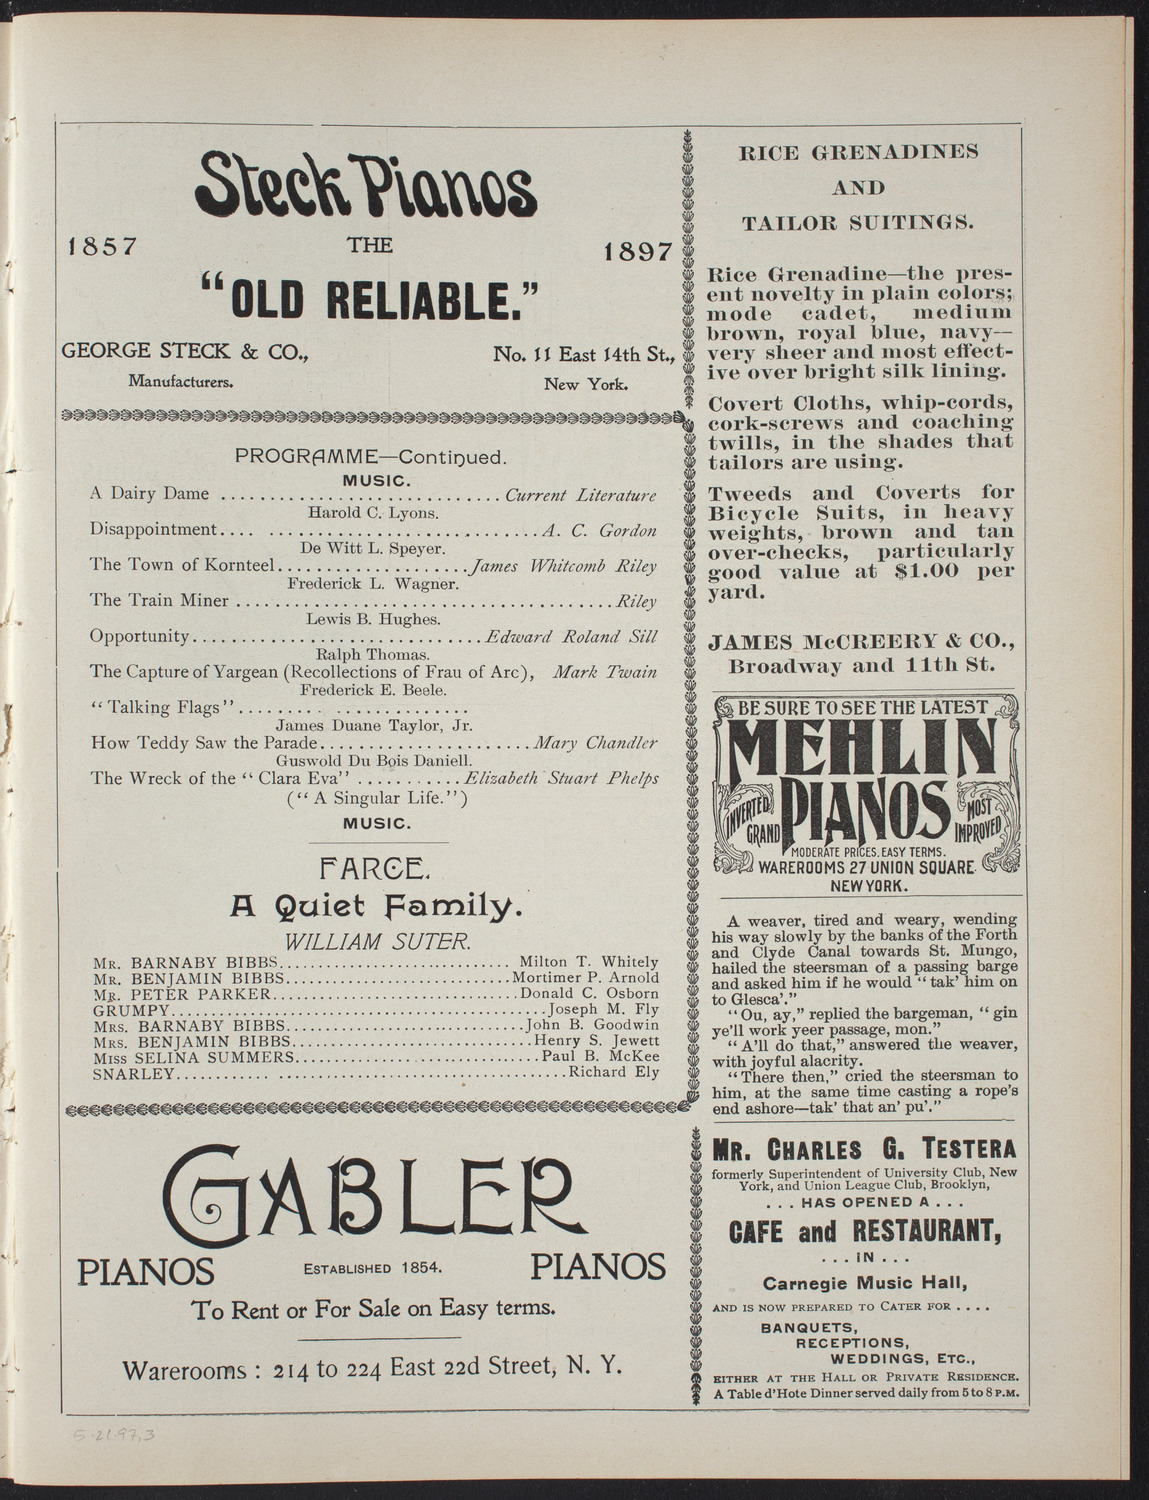 Steck Pianos
1857 THE 1897
"OLD RELIABLE."
GEORGE STECK & CO., No. 11 East 14th St.,
Manufacturers. New York.
PROGRAMME—Continued.
MUSIC.
A Dairy Dame ............................ Current Literature
Harold C. Lyons.
Disappointment.... ...........................A. C. Gordon
De Witt L. Speyer.
The Town of Kornteel....................James Whitcomb Riley
Frederick L. Wagner.
The Train Miner .......................................Riley
Lewis B. Hughes.
Opportunity..............................Edward Roland Sill
Ralph Thomas.
The Capture of Yargean (Recollections of Frau of Arc), Mark Twain
Frederick E. Beele.
"Talking Flags"......... ..............
James Duane Taylor, Jr.
How Teddy Saw the Parade......................Mary Chandler
Guswold Du Bois Daniell.
The Wreck of the "Clara Eva" ...........Elizabeth Stuart Phelps
("A Singular Life.")
MUSIC.
FARCE.
A Quiet Family.
WILLIAM SUTER.
MR. BARNABY BIBBS............................ Milton T. Whitely
MR. BENJAMIN BIBBS...........................Mortimer P. Arnold
MR. PETER PARKER.............................Donald C. Osborn
GRUMPY.............................................Joseph M. Fly
MRS. BARNABY BIBBS............................John B. Goodwin
MRS. BENJAMIN BIBBS............................Henry S. Jewett
MISS SELINA SUMMERS.............................Paul B. McKee
SNARLEY.......... ..................................Richard Ely
GABLER
PIANOS ESTABLISHED 1854. PIANOS
To Rent or For Sale on Easy terms.
Warerooms : 214 to 224 East 22d Street, N. Y.
RICE GRENADINES
AND
TAILOR SUITINGS.
Rice Grenadine—the pres-
ent novelty in plain colors;
mode cadet, medium
brown, royal blue, navy—
very sheer and most effect-
ive over bright silk lining.
Covert Cloths, whip-cords,
cork-screws and coaching
twills, in the shades that
tailors are using.
Tweeds and Coverts for
Bicycle Suits, in heavy
weights, brown and tan
over-checks, particularly
good value at $1.00 per
yard.
JAMES McCREERY & CO.,
Broadway and 11th St.
BE SURE TO SEE THE LATEST
MEHLIN
PIANOS
INVERTED GRAND
MOST IMPROVED
MODERATE PRICES. EASY TERMS.
WAREROOMS 27 UNION SQUARE
NEW YORK.
A weaver, tired and weary, wending
his way slowly by the banks of the Forth
and Clyde Canal towards St. Mungo,
hailed the steersman of a passing barge
and asked him if he would "tak' him on
to Glesca'."
"Ou, ay," replied the bargeman, "gin
ye'll work yeer passage, mon."
"A'll do that," answered the weaver,
with joyful alacrity.
"There then," cried the steersman to
him, at the same time casting a rope's
end ashore—tak' that an' pu'."
MR. CHARLES G. TESTERA
formerly Superintendent of University Club, New
York, and Union League Club, Brooklyn,
... HAS OPENED A ...
CAFE and RESTAURANT,
... IN ...
Carnegie Music Hall,
AND IS NOW PREPARED TO CATER FOR ....
BANQUETS,
RECEPTIONS,
WEDDINGS, ETC.,
EITHER AT THE HALL OR PRIVATE RESIDENCE.
A Table d'Hote Dinner served daily from 5 to 8 P.M.
5.21.97,3